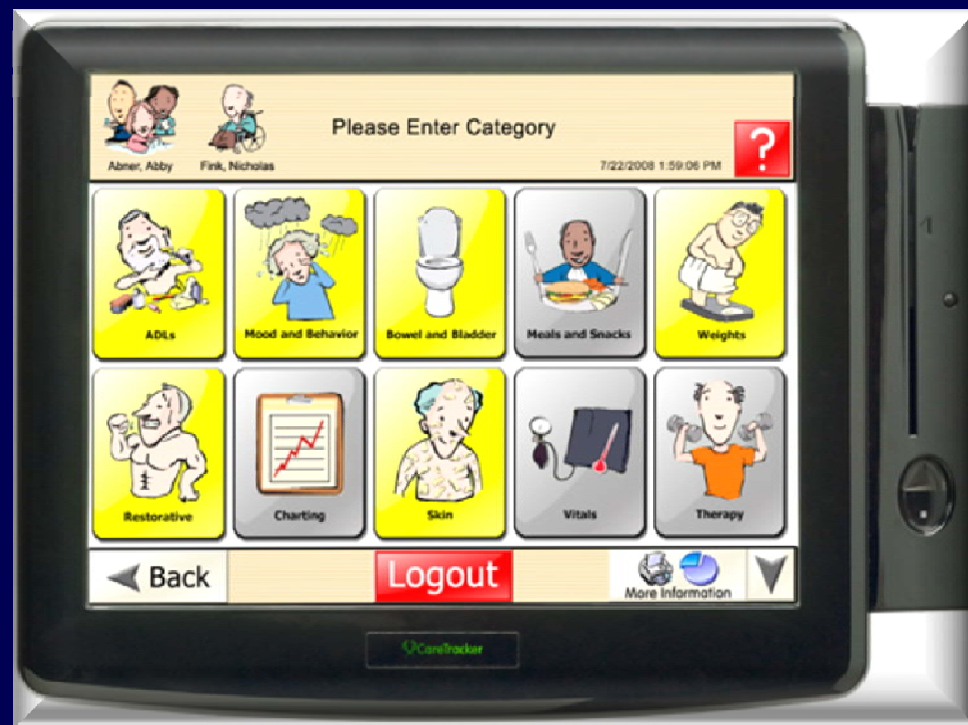 Please Enter Category
Abner, Abby
Fink, Nicholas
7/22/2008 1:59:06 PM
?
ADLs
Mood and Behavior
Bowel and Bladder
Meals and Snacks
Weights
Restorative
Charting
Skin
Vitals
Therapy
Back
Logout
More Information
CareTracker